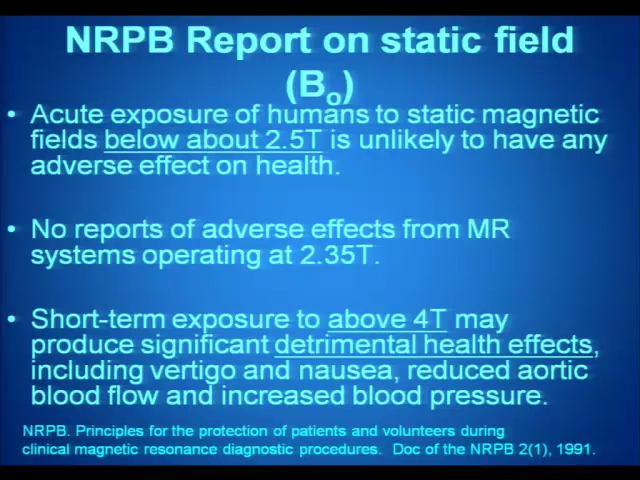 NRPB Report on static field
(Bo)
• Acute exposure of humans to static magnetic
fields below about 2.5T is unlikely to have any
adverse effect on health.
• No reports of adverse effects from MR
systems operating at 2.35T.
• Short-term exposure to above 4T may
produce significant detrimental health effects,
including vertigo and nausea, reduced aortic
blood flow and increased blood pressure.
NRPB. Principles for the protection of patients and volunteers during
clinical magnetic resonance diagnostic procedures. Doc of the NRPB 2(1), 1991.